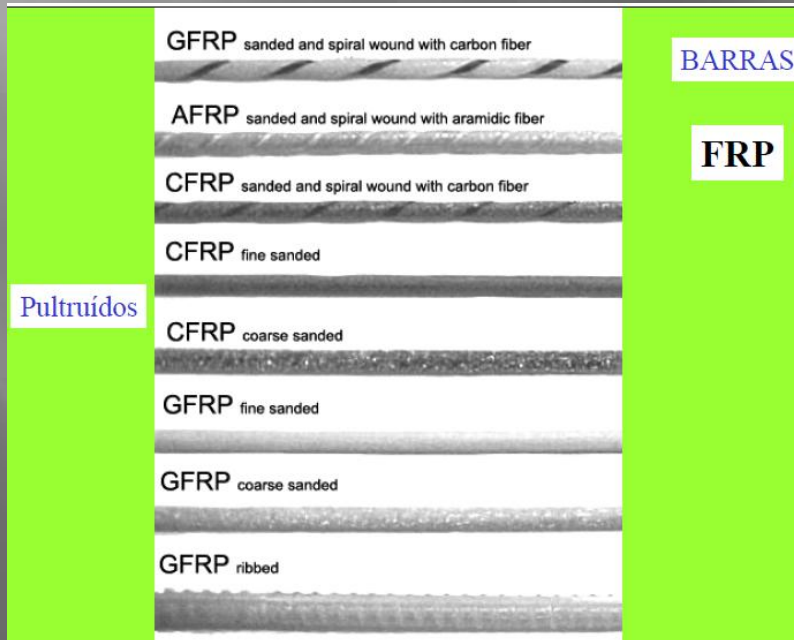 GFRP sanded and spiral wound with carbon fiber
AFRP sanded and spiral wound with aramidic fiber
CFRP sanded and spiral wound with carbon fiber
CFRP fine sanded
CFRP coarse sanded
GFRP fine sanded
GFRP coarse sanded
GFRP ribbed
Pultruídos
BARRAS
FRP